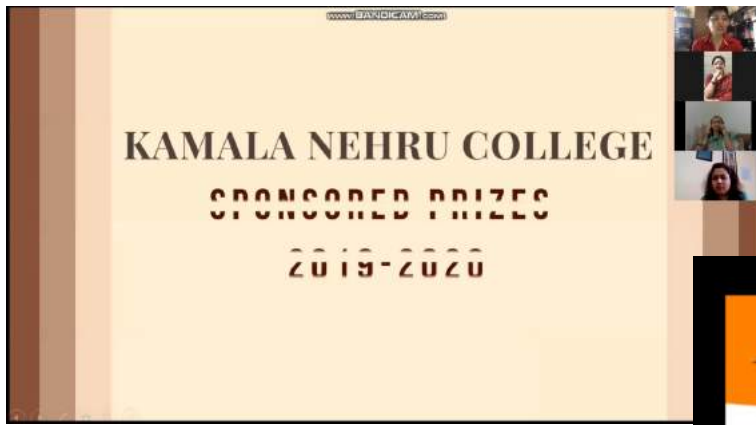 www.BANDICAM.com
KAMALA NEHRU COLLEGE
SPONSORED PRIZES
2019-2020